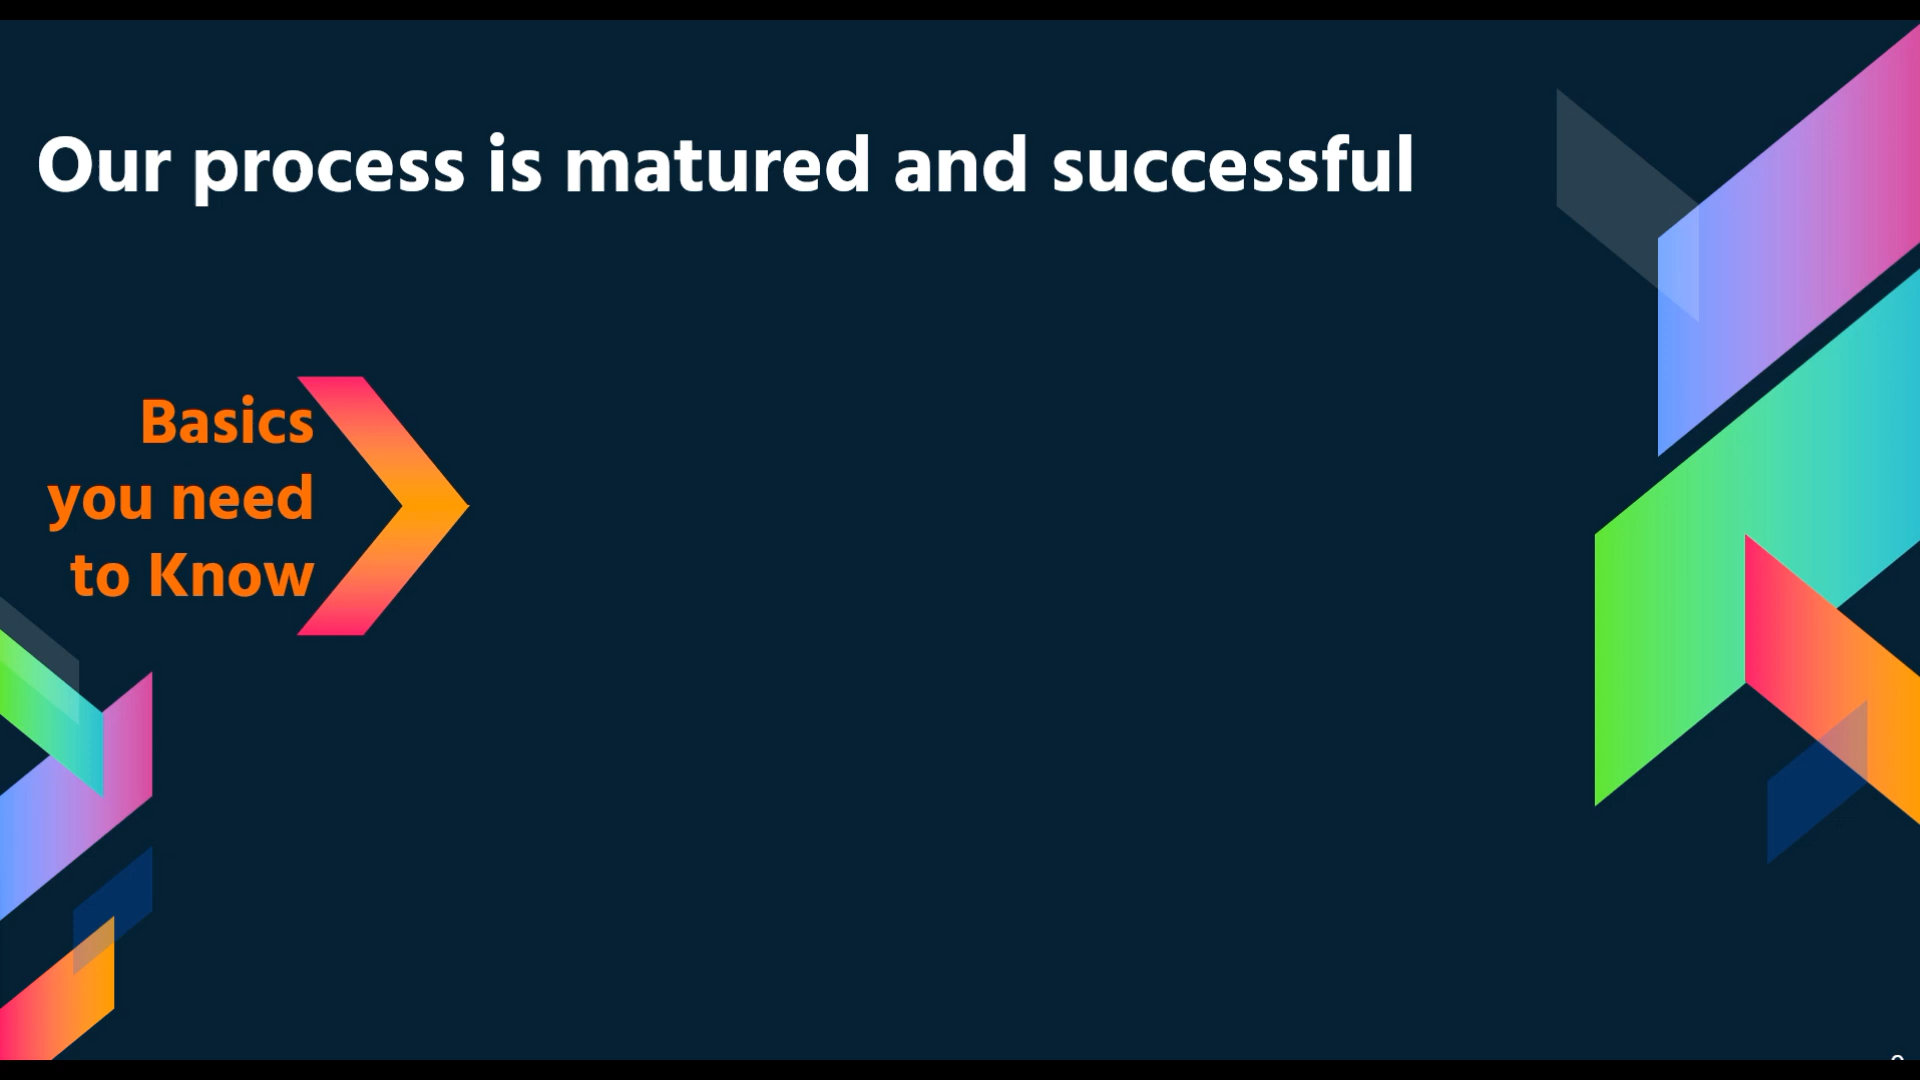 Our process is matured and successful
Basics
you need
to Know